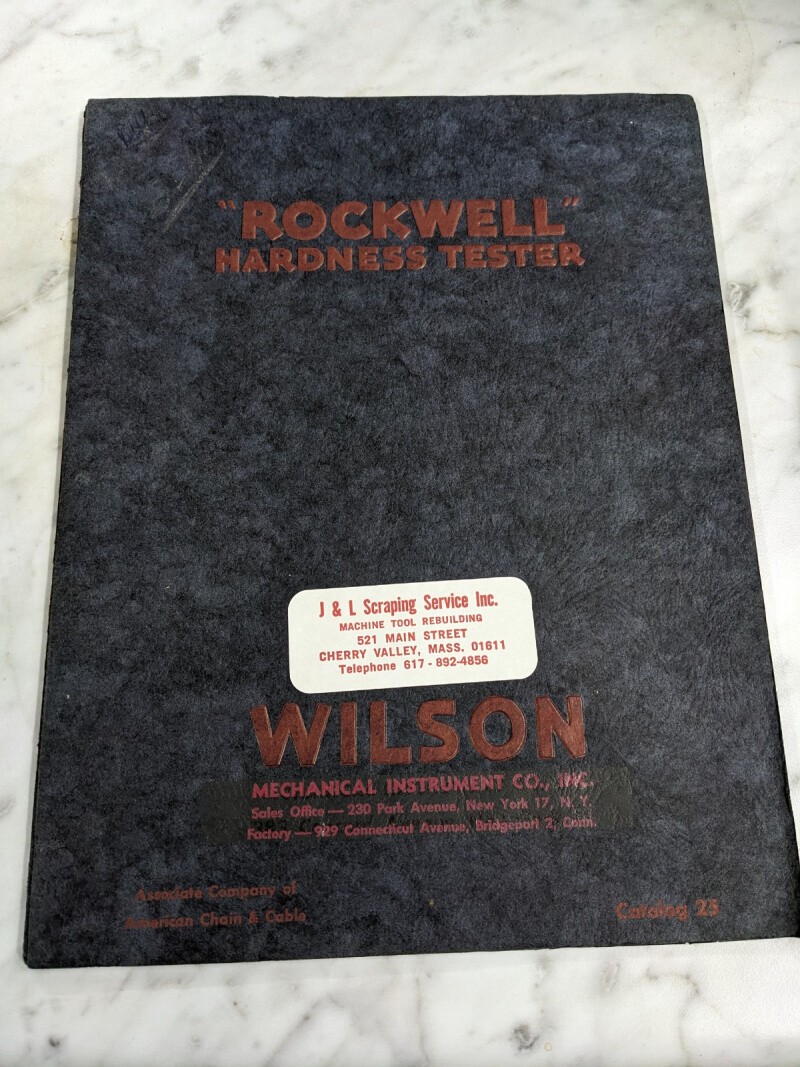 "ROCKWELL"
HARDNESS TESTER
J & L Scraping Service Inc.
MACHINE TOOL REBUILDING
521 MAIN STREET
CHERRY VALLEY, MASS. 01611
Telephone 617 - 892-4856
WILSON
MECHANICAL INSTRUMENT CO., INC.
Sales Office — 230 Park Avenue, New York 17, N. Y.
Factory — 929 Connecticut Avenue, Bridgeport 2, Conn.
Associate Company of
American Chain & Cable
Catalog 25